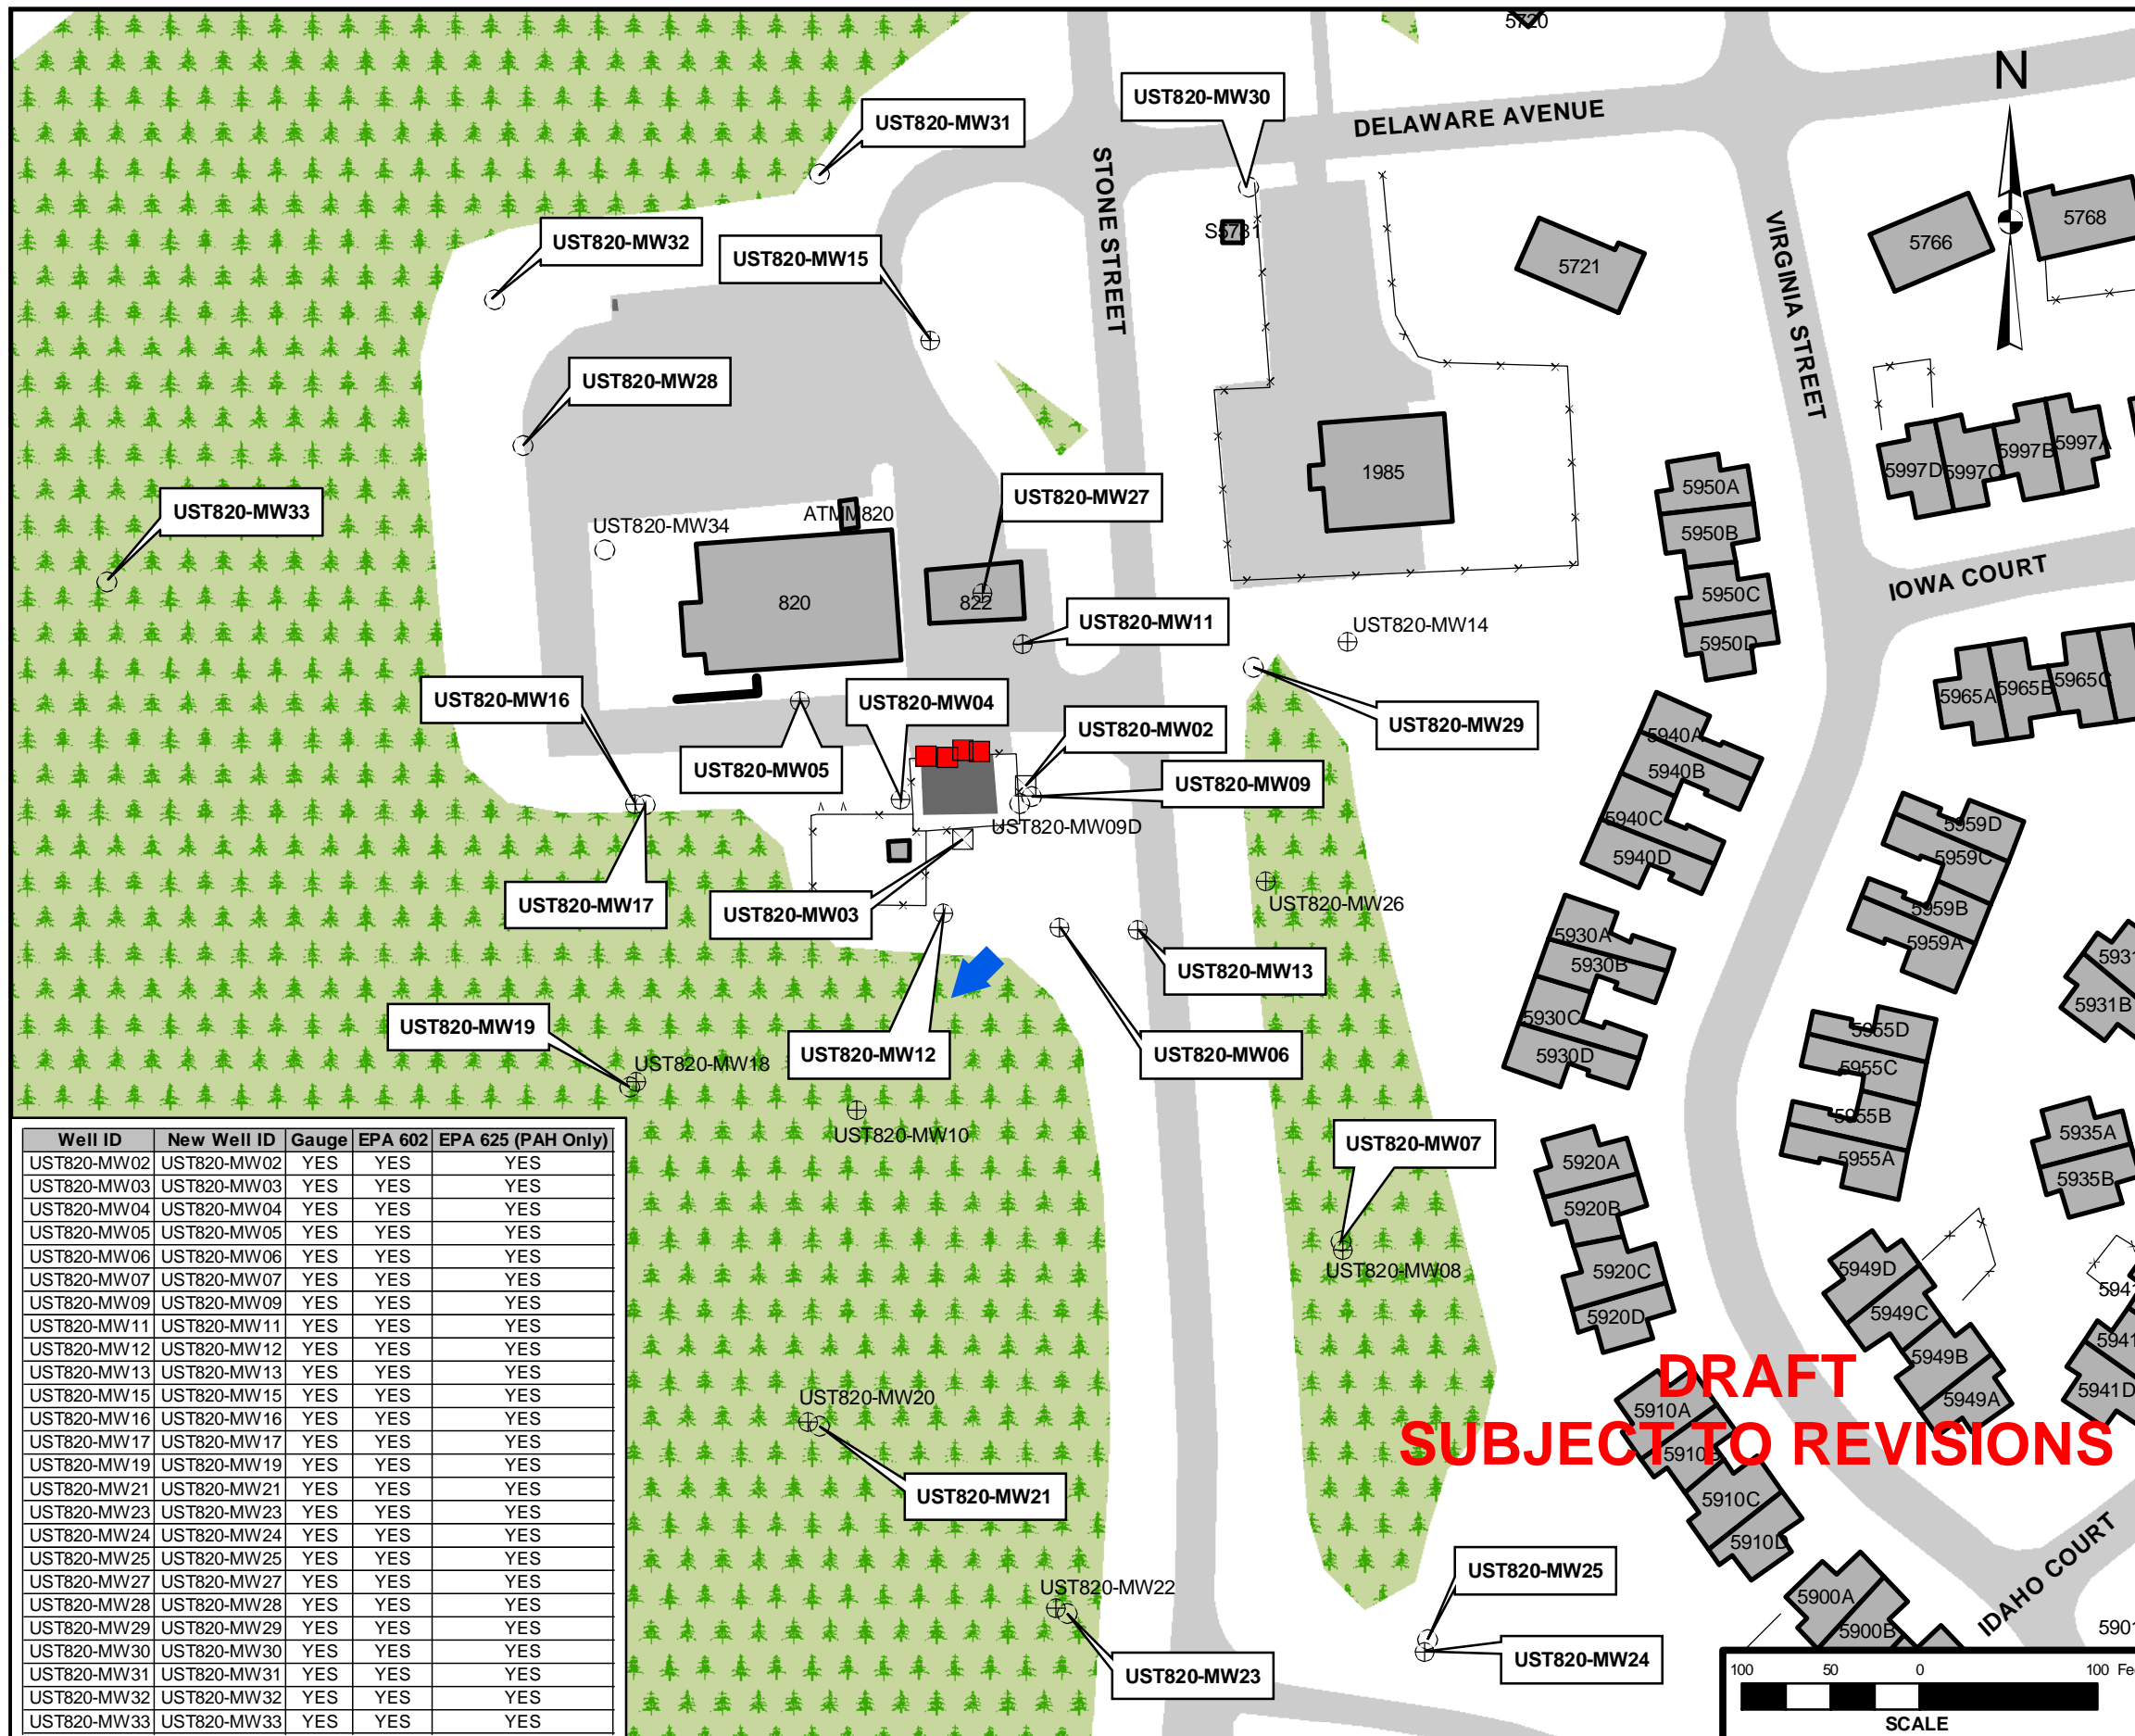 5720
N
UST820-MW30
UST820-MW31
DELAWARE AVENUE
STONE STREET
VIRGINIA STREET
5768
5766
S5781
UST820-MW32
UST820-MW15
5721
UST820-MW28
5997D
5997C
5997B
5997A
1985
UST820-MW27
5950A
5950B
5950C
5950D
UST820-MW33
UST820-MW34
ATMM820
820
822
IOWA COURT
UST820-MW11
UST820-MW14
5965A
5965B
5965C
UST820-MW16
UST820-MW04
UST820-MW02
UST820-MW29
5940A
5940B
5940C
5940D
UST820-MW05
UST820-MW09
UST820-MW09D
5959D
5959C
5959B
5959A
UST820-MW17
UST820-MW03
UST820-MW26
5930A
5930B
5930C
5930D
UST820-MW13
5931
5931B
UST820-MW19
UST820-MW18
UST820-MW12
UST820-MW06
5955D
5955C
5955B
5955A
UST820-MW10
UST820-MW07
UST820-MW08
5920A
5920B
5920C
5920D
5935A
5935B
5949D
5949C
5949B
5949A
5941
5941
5941D
DRAFT
SUBJECT TO REVISIONS
5910A
5910B
5910C
5910D
UST820-MW20
UST820-MW21
UST820-MW22
UST820-MW23
UST820-MW25
UST820-MW24
5900A
5900B
IDAHO COURT
5901
Well ID New Well ID Gauge EPA 602 EPA 625 (PAH Only)
UST820-MW02 UST820-MW02 YES YES YES
UST820-MW03 UST820-MW03 YES YES YES
UST820-MW04 UST820-MW04 YES YES YES
UST820-MW05 UST820-MW05 YES YES YES
UST820-MW06 UST820-MW06 YES YES YES
UST820-MW07 UST820-MW07 YES YES YES
UST820-MW09 UST820-MW09 YES YES YES
UST820-MW11 UST820-MW11 YES YES YES
UST820-MW12 UST820-MW12 YES YES YES
UST820-MW13 UST820-MW13 YES YES YES
UST820-MW15 UST820-MW15 YES YES YES
UST820-MW16 UST820-MW16 YES YES YES
UST820-MW17 UST820-MW17 YES YES YES
UST820-MW19 UST820-MW19 YES YES YES
UST820-MW21 UST820-MW21 YES YES YES
UST820-MW23 UST820-MW23 YES YES YES
UST820-MW24 UST820-MW24 YES YES YES
UST820-MW25 UST820-MW25 YES YES YES
UST820-MW27 UST820-MW27 YES YES YES
UST820-MW28 UST820-MW28 YES YES YES
UST820-MW29 UST820-MW29 YES YES YES
UST820-MW30 UST820-MW30 YES YES YES
UST820-MW31 UST820-MW31 YES YES YES
UST820-MW32 UST820-MW32 YES YES YES
UST820-MW33 UST820-MW33 YES YES YES
100 50 0 100 Fe
SCALE